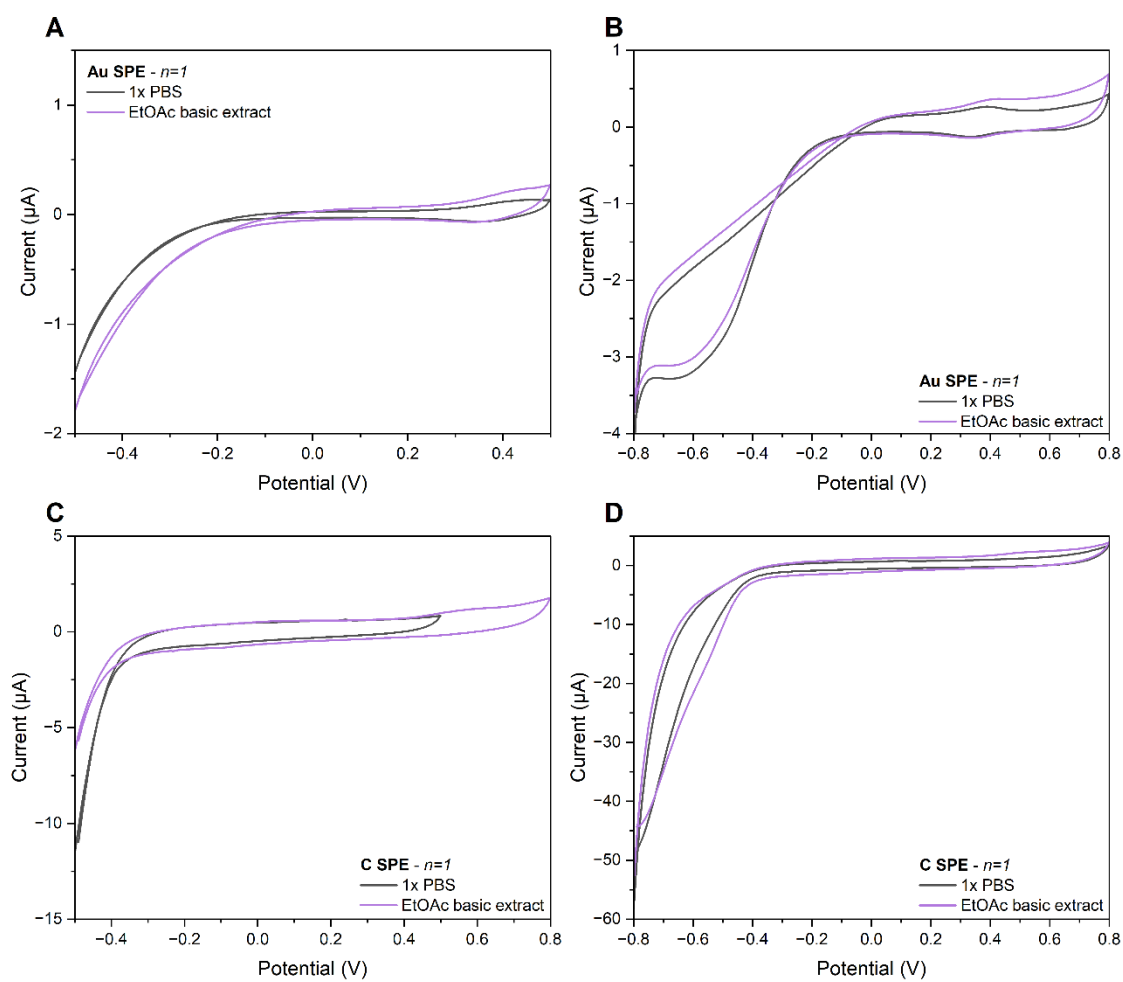 A
Au SPE - n=1
1x PBS
EtOAc basic extract
1
0
−1
−2
−0.4
−0.2
0.0
0.2
0.4
Current (µA)
Potential (V)
B
1
0
−1
−2
−3
−4
Au SPE - n=1
1x PBS
EtOAc basic extract
−0.8
−0.6
−0.4
−0.2
0.0
0.2
0.4
0.6
0.8
Current (µA)
Potential (V)
C
5
0
−5
−10
−15
C SPE - n=1
1x PBS
EtOAc basic extract
−0.4
−0.2
0.0
0.2
0.4
0.6
0.8
Current (µA)
Potential (V)
D
0
−10
−20
−30
−40
−50
−60
C SPE - n=1
1x PBS
EtOAc basic extract
−0.8
−0.6
−0.4
−0.2
0.0
0.2
0.4
0.6
0.8
Current (µA)
Potential (V)